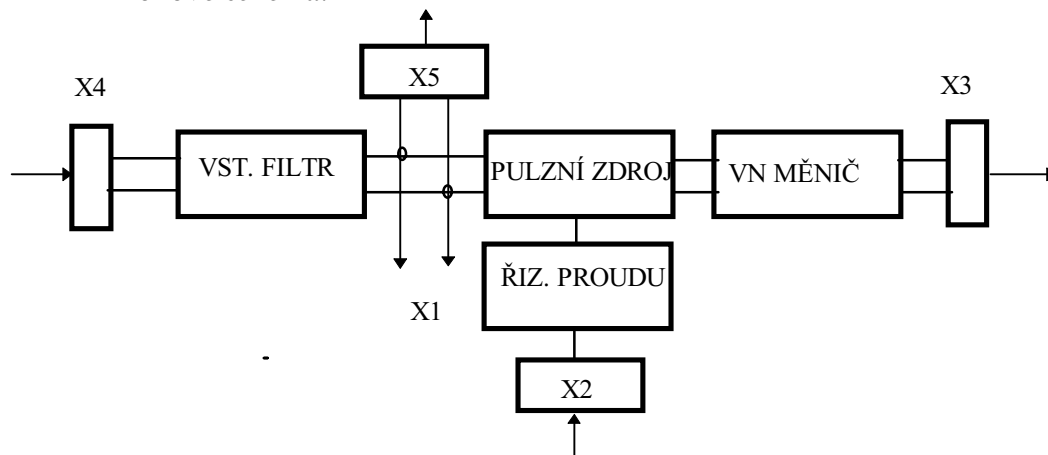 X5
X4
X3
VST. FILTR
PULZNÍ ZDROJ
VN MĚNIČ
ŘIZ. PROUDU
X1
X2